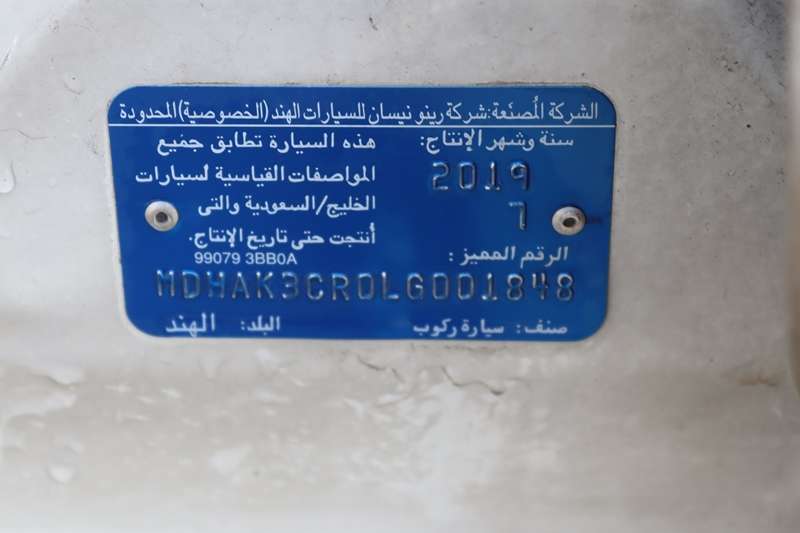 الشركة المُصنّعة:شركة رينو نيسان للسيارات الهند(الخصوصية)المحدودة
سنة وشهر الإنتاج:
2019
7
هذه السيارة تطابق جميع
المواصفات القياسية لسيارات
الخليج/السعودية والتى
أنتجت حتى تاريخ الإنتاج.
الرقم المميز :
99079 3BB0A
MDHAK3CR0LG001848
صنف: سيارة ركوب
البلد: الهند